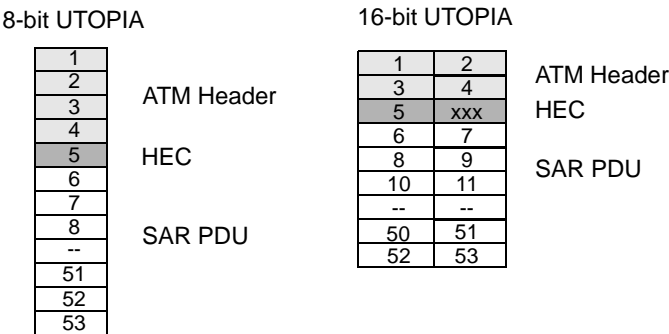 8-bit UTOPIA
1
2
3
4
5
6
7
8
--
51
52
53
ATM Header
HEC
SAR PDU
16-bit UTOPIA
1 2
3 4
5 xxx
6 7
8 9
10 11
-- --
50 51
52 53
ATM Header
HEC
SAR PDU